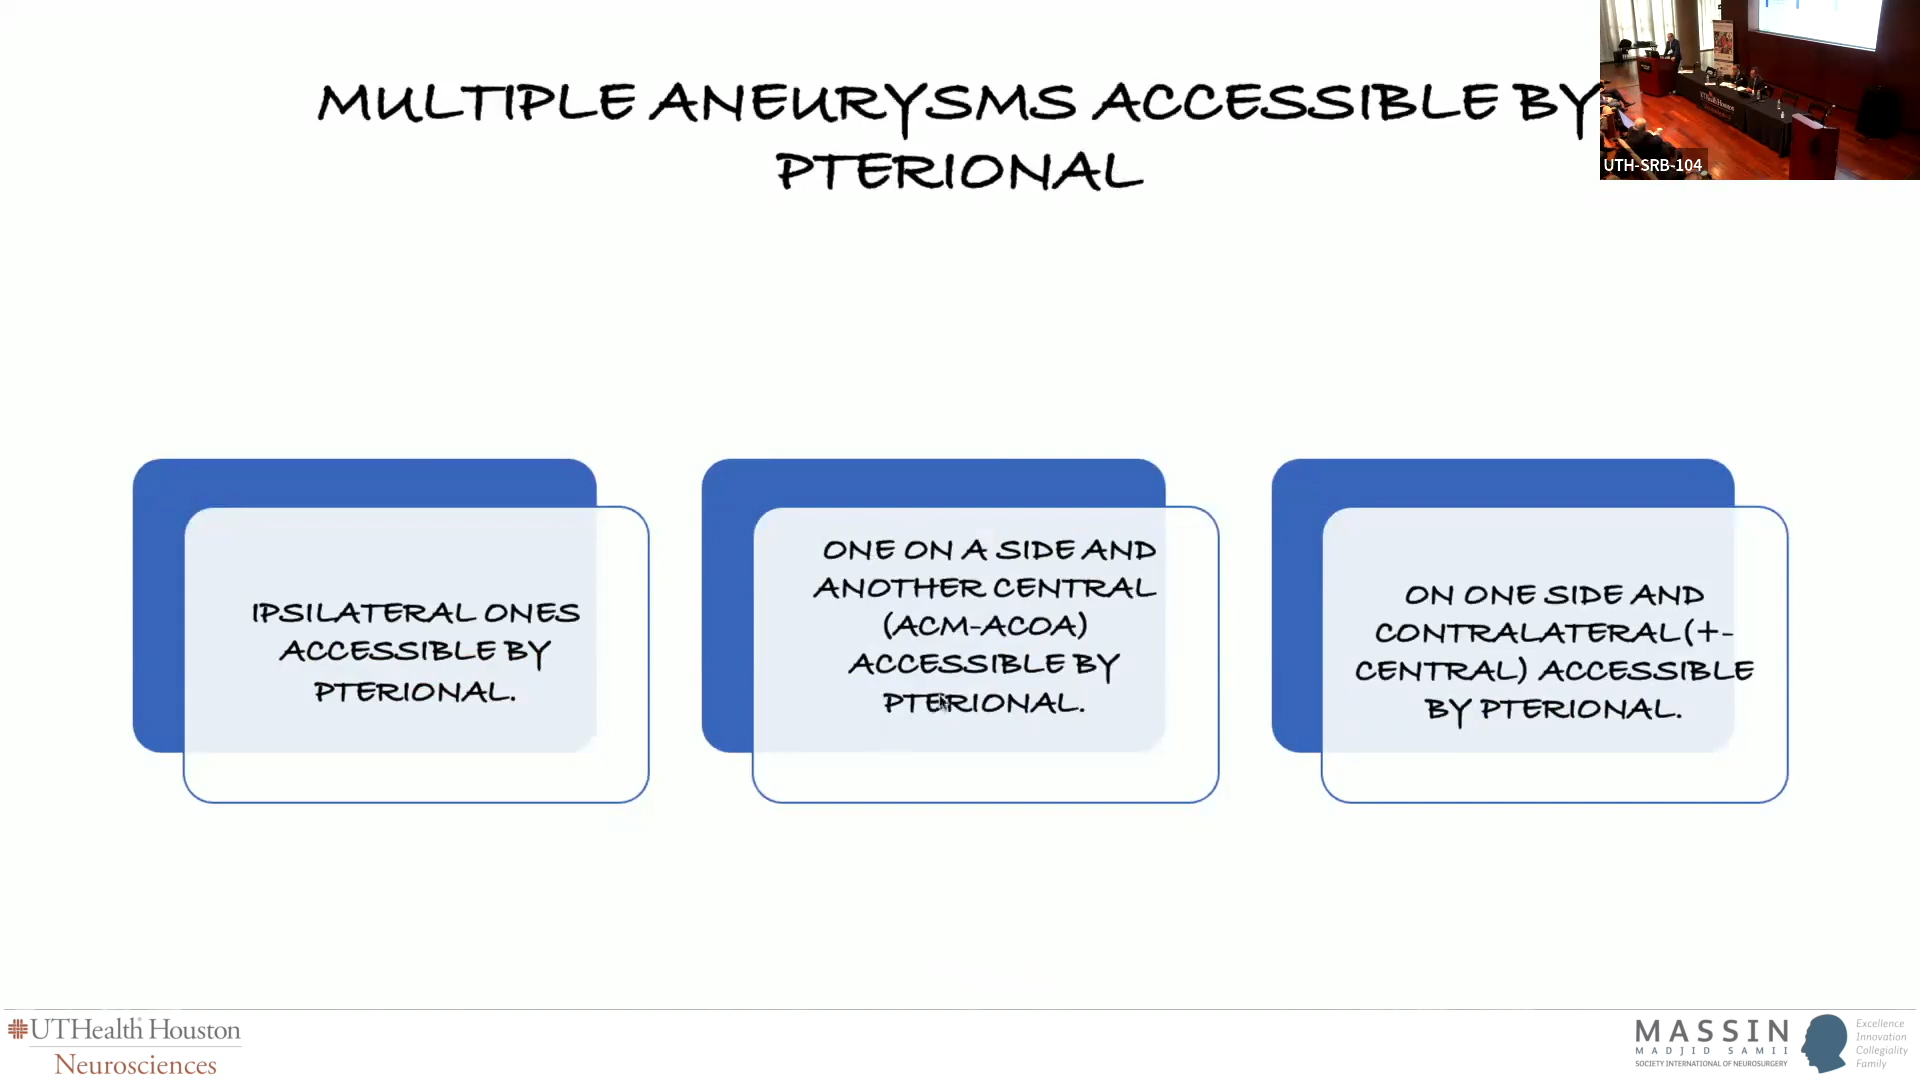 MULTIPLE ANEURYSMS ACCESSIBLE BY
PTERIONAL
UTH-SRB-104
IPSILATERAL ONES
ACCESSIBLE BY
PTERIONAL.
ONE ON A SIDE AND
ANOTHER CENTRAL
(ACM-ACOA)
ACCESSIBLE BY
PTERIONAL.
ON ONE SIDE AND
CONTRALATERAL(+-
CENTRAL) ACCESSIBLE
BY PTERIONAL.
UTHealth Houston
Neurosciences
MASSIN
MADJID SAMII
SOCIETY INTERNATIONAL OF NEUROSURGERY
Excellence
Innovation
Collegiality
Family